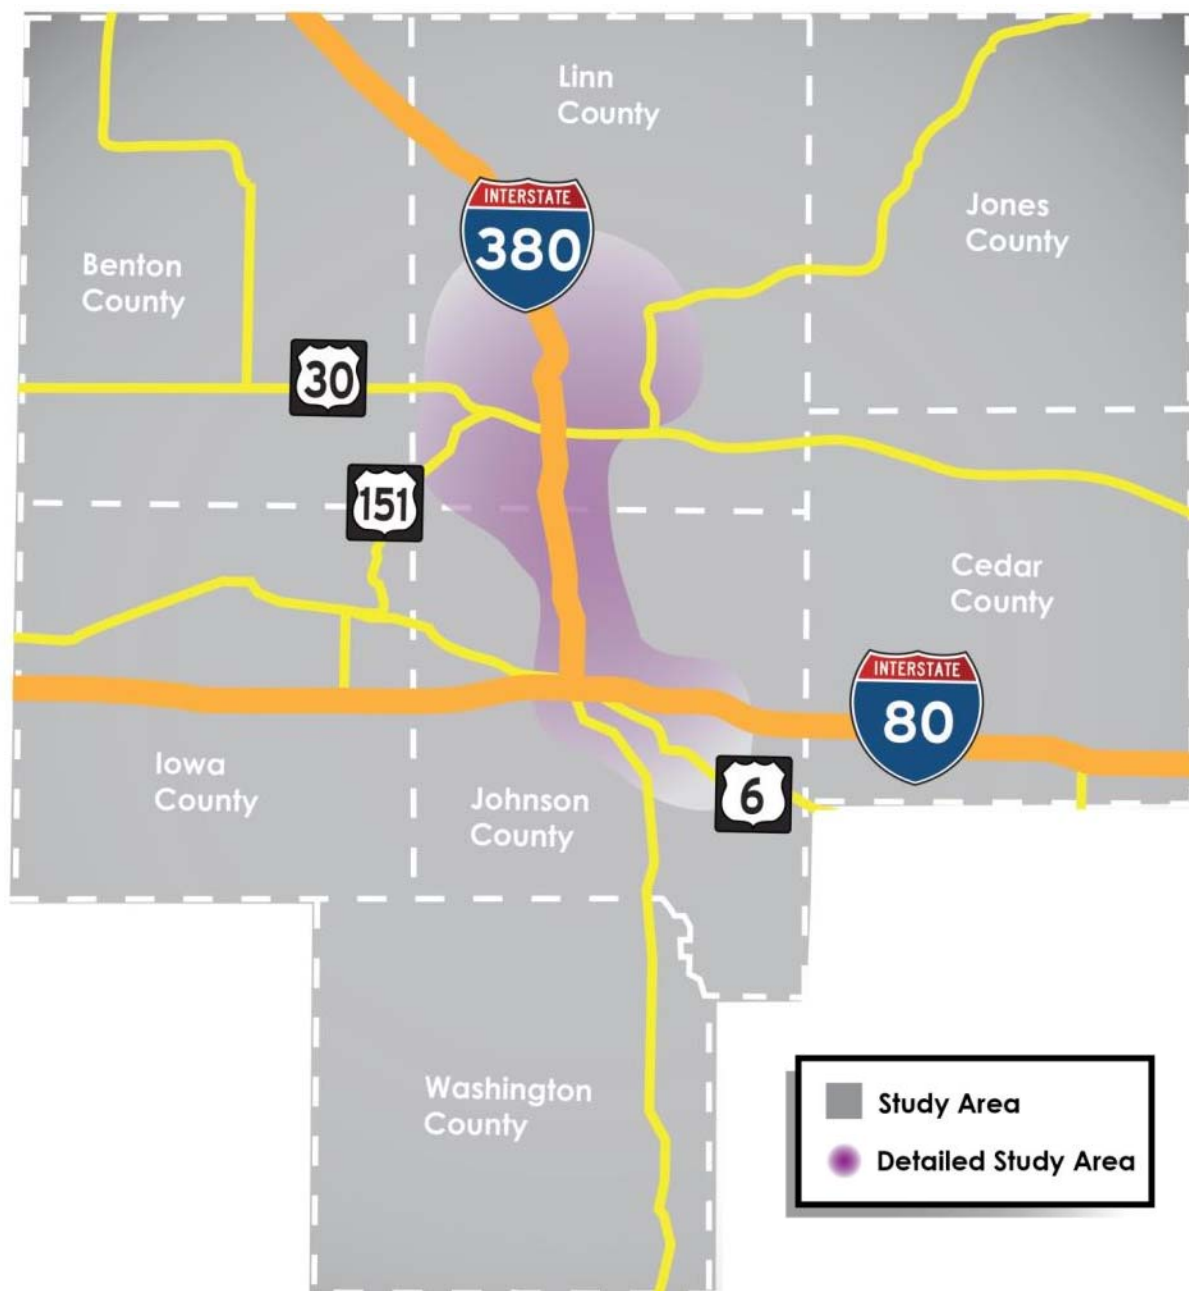 Linn
County
INTERSTATE
380
Jones
County
Benton
County
30
151
Cedar
County
INTERSTATE
80
Iowa
County
Johnson
County
6
Washington
County
Study Area
Detailed Study Area